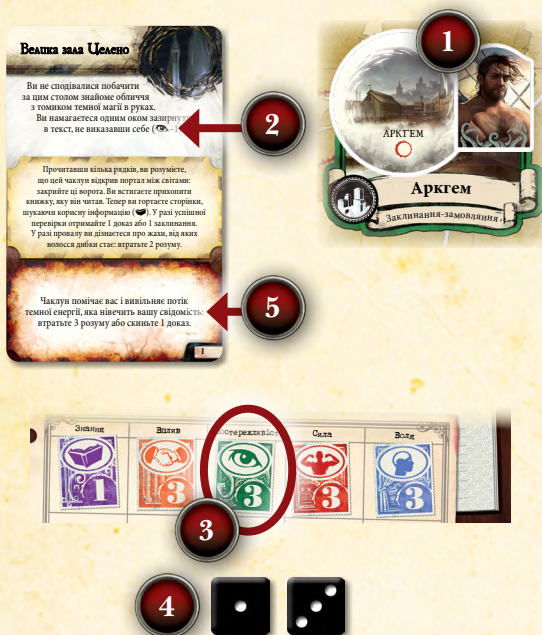 1
Велика зала Целено
АРКГЕМ
Ви не сподівалися побачити
за цим столом знайоме обличчя
з томиком темної магії в руках.
Ви намагаєтеся одним оком зазирнути
в текст, не виказавши себе ( –1
2
Аркгем
Заклинання-замовляння
Прочитавши кілька рядків, ви розумієте,
що цей чаклун відкрив портал між світами:
закрийте ці ворота. Ви встигаєте прихопити
книжку, яку він читав. Тепер ви гортаєте сторінки,
шукаючи корисну інформацію ( ). У разі успішної
перевірки отримайте 1 доказ або 1 заклинання.
У разі провалу ви дізнаєтеся про жахи, від яких
волосся дибки стає: втратьте 2 розуму.
Чаклун помічає вас і вивільняє потік
темної енергії, яка нівечить вашу свідомість:
втратьте 3 розуму або скиньте 1 доказ.
5
1
Знання
Вплив
остережливіст
Сила
Воля
1
3
3
3
3
3
4